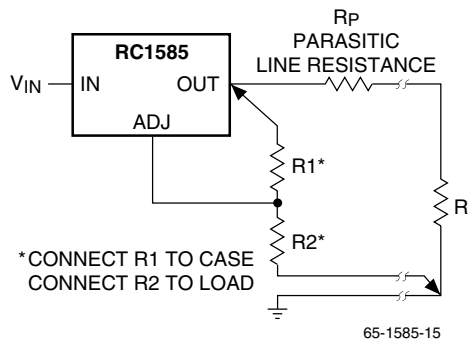 RP
PARASITIC
LINE RESISTANCE
RC1585
VIN
IN
OUT
ADJ
R1*
R
R2*
*CONNECT R1 TO CASE
CONNECT R2 TO LOAD
65-1585-15